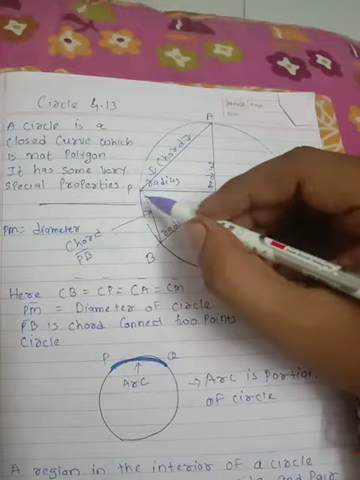 Circle 4.13
A circle is a
closed curve which
is not polygon
It has some very
special Properties.
A
S, chord
P
radius
Pm = diameter
Chord
PB
B
Here CB = CP = CA = Cm
Pm = Diameter of circle
PB is chord connect two points
Circle
P
Q
ArC
→ ArC is Portion
of circle
A region in the interior of a circle